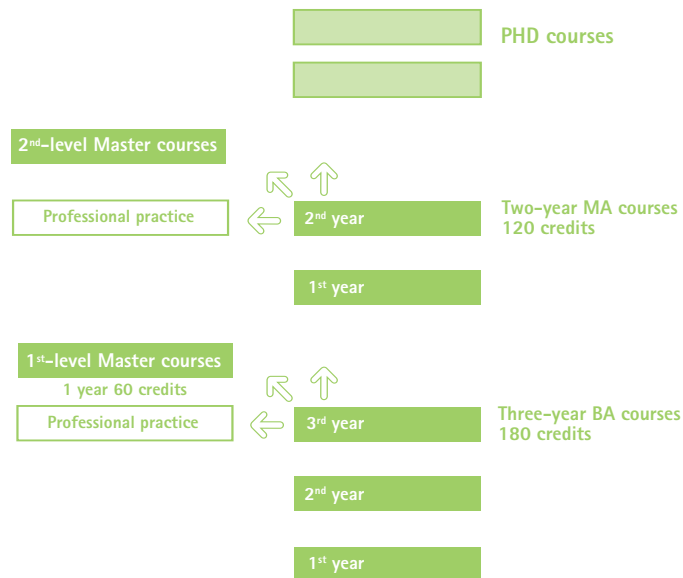 PHD courses
2nd-level Master courses
Professional practice
2nd year
Two-year MA courses
120 credits
1st year
1st-level Master courses
1 year 60 credits
Professional practice
3rd year
Three-year BA courses
180 credits
2nd year
1st year